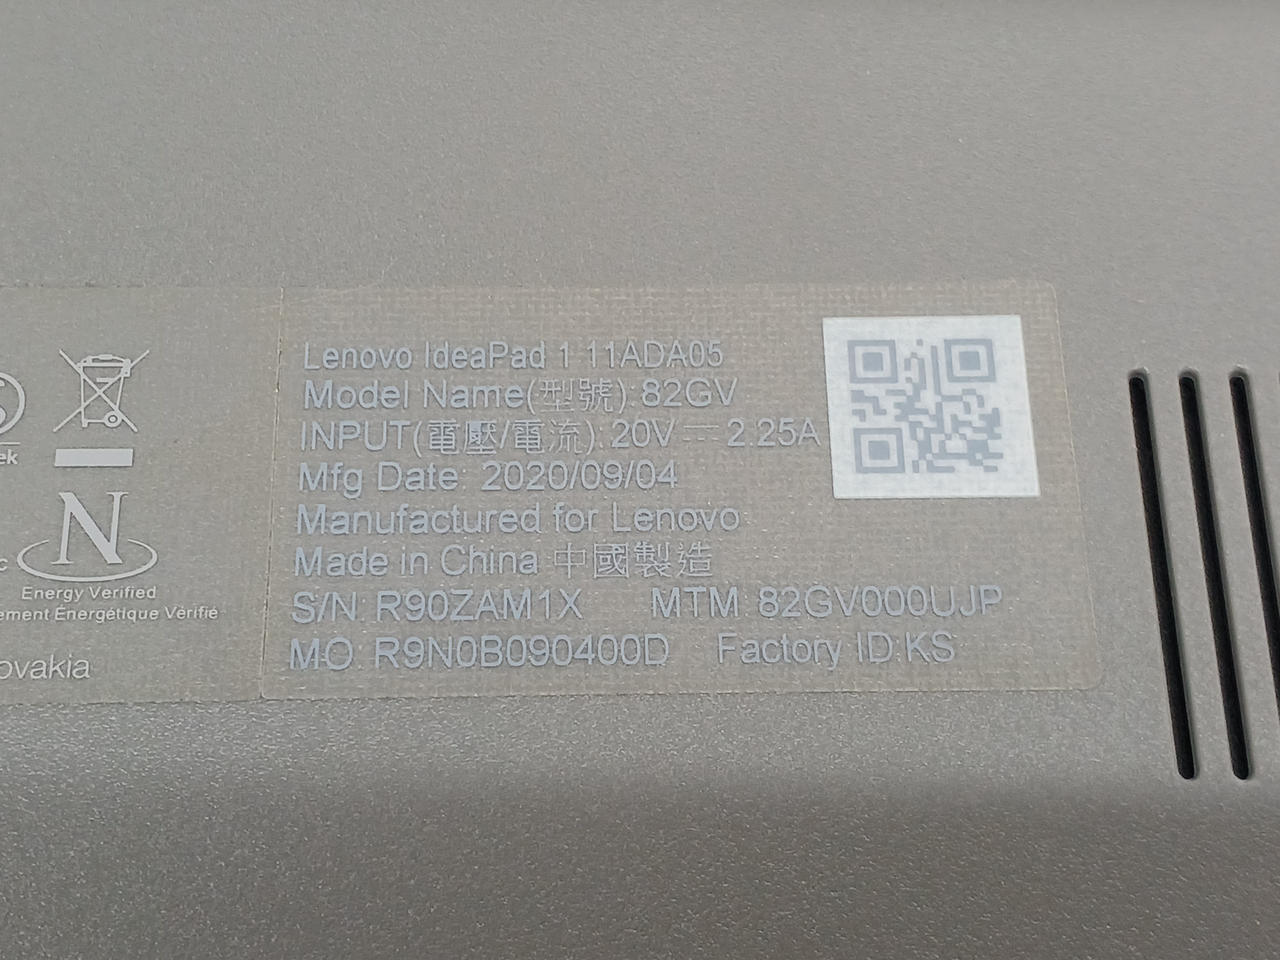 Lenovo IdeaPad 1 11ADA05
Model Name(型號):82GV
INPUT(電壓/電流):20V ⎓ 2.25A
Mfg Date: 2020/09/04
Manufactured for Lenovo
Made in China 中國製造
S/N: R90ZAM1X MTM 82GV000UJP
MO: R9N0B090400D Factory ID:KS
N
Energy Verified
Énergétique Vérifié